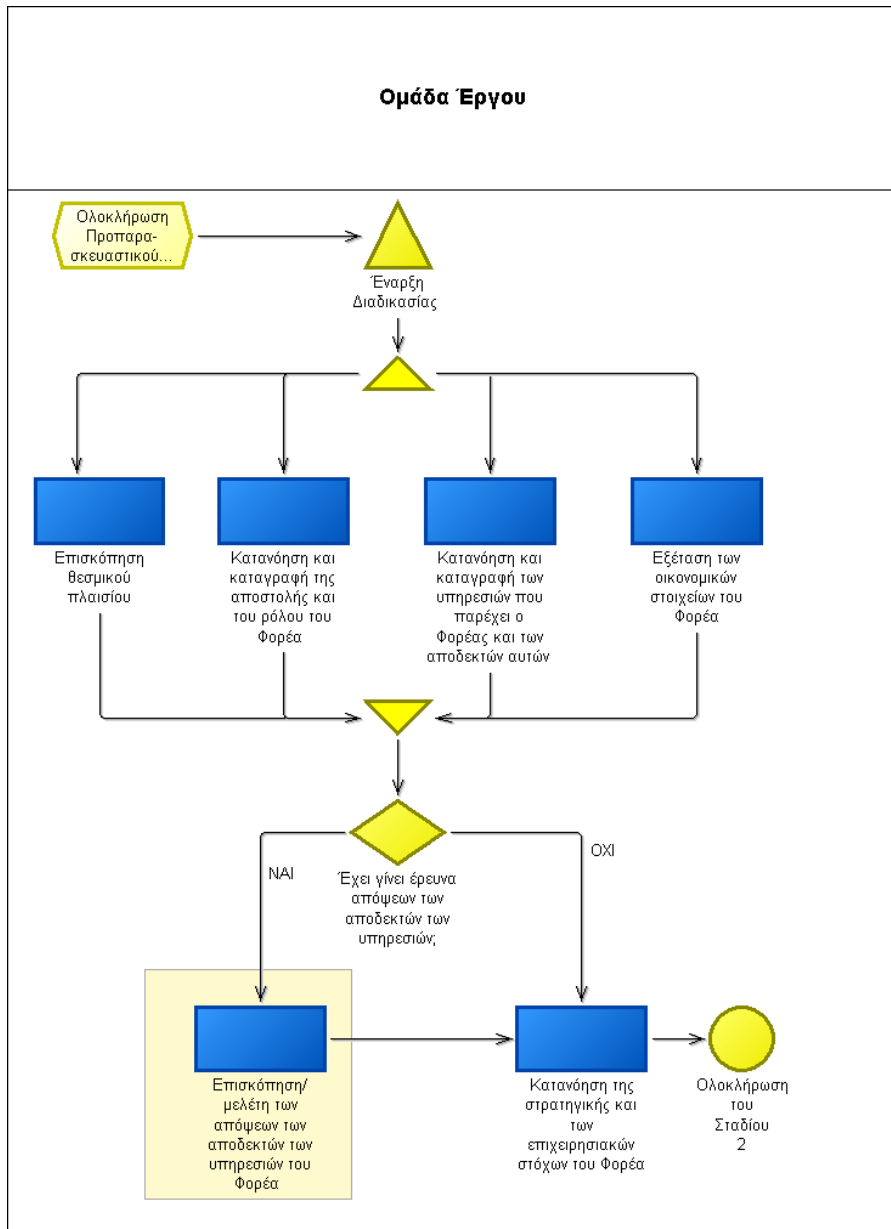 Ομάδα Έργου
Ολοκλήρωση
Προπαρα-
σκευαστικού...
Έναρξη
Διαδικασίας
Επισκόπηση
θεσμικού
πλαισίου
Κατανόηση και
καταγραφή της
αποστολής και
του ρόλου του
Φορέα
Κατανόηση και
καταγραφή των
υπηρεσιών που
παρέχει ο
Φορέας και των
αποδεκτών αυτών
Εξέταση των
οικονομικών
στοιχείων του
Φορέα
ΝΑΙ
ΟΧΙ
Έχει γίνει έρευνα
απόψεων των
αποδεκτών των
υπηρεσιών;
Επισκόπηση/
μελέτη των
απόψεων των
αποδεκτών των
υπηρεσιών του
Φορέα
Κατανόηση της
στρατηγικής και
των
επιχειρησιακών
στόχων του Φορέα
Ολοκλήρωση
του
Σταδίου
2